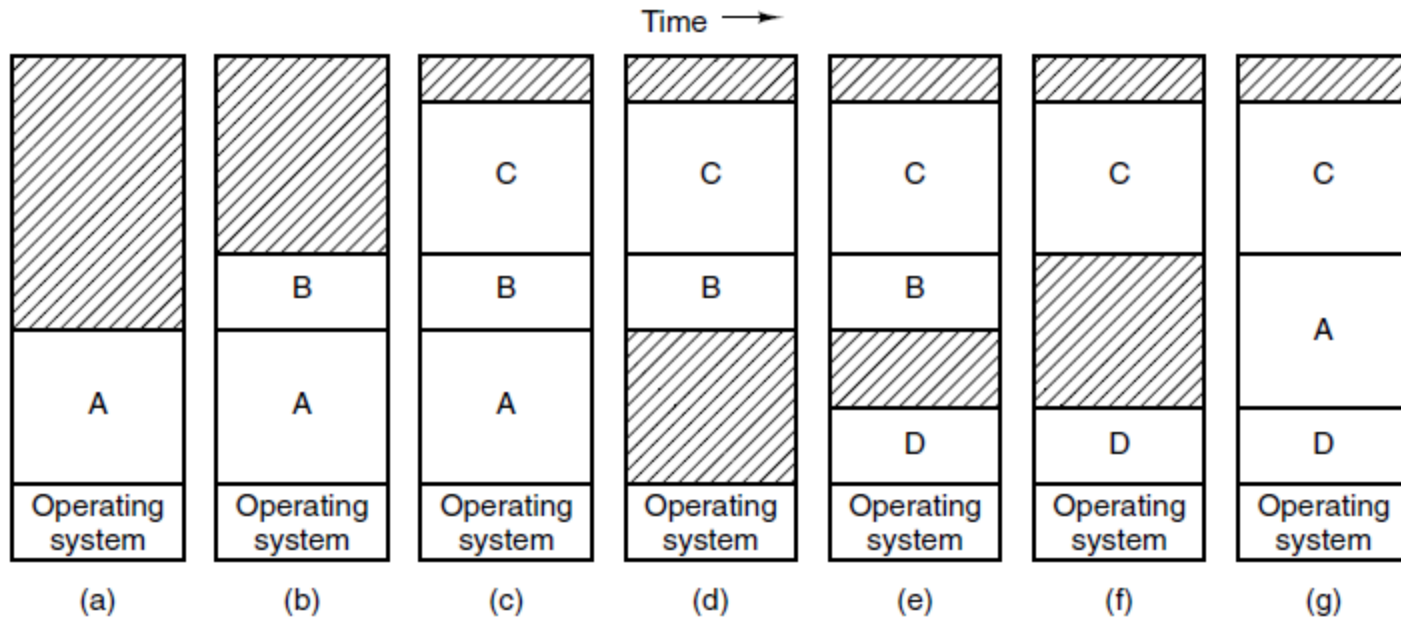 Time
A
Operating
system
(a)
B
A
Operating
system
(b)
C
B
A
Operating
system
(c)
C
B
Operating
system
(d)
C
B
D
Operating
system
(e)
C
D
Operating
system
(f)
C
A
D
Operating
system
(g)